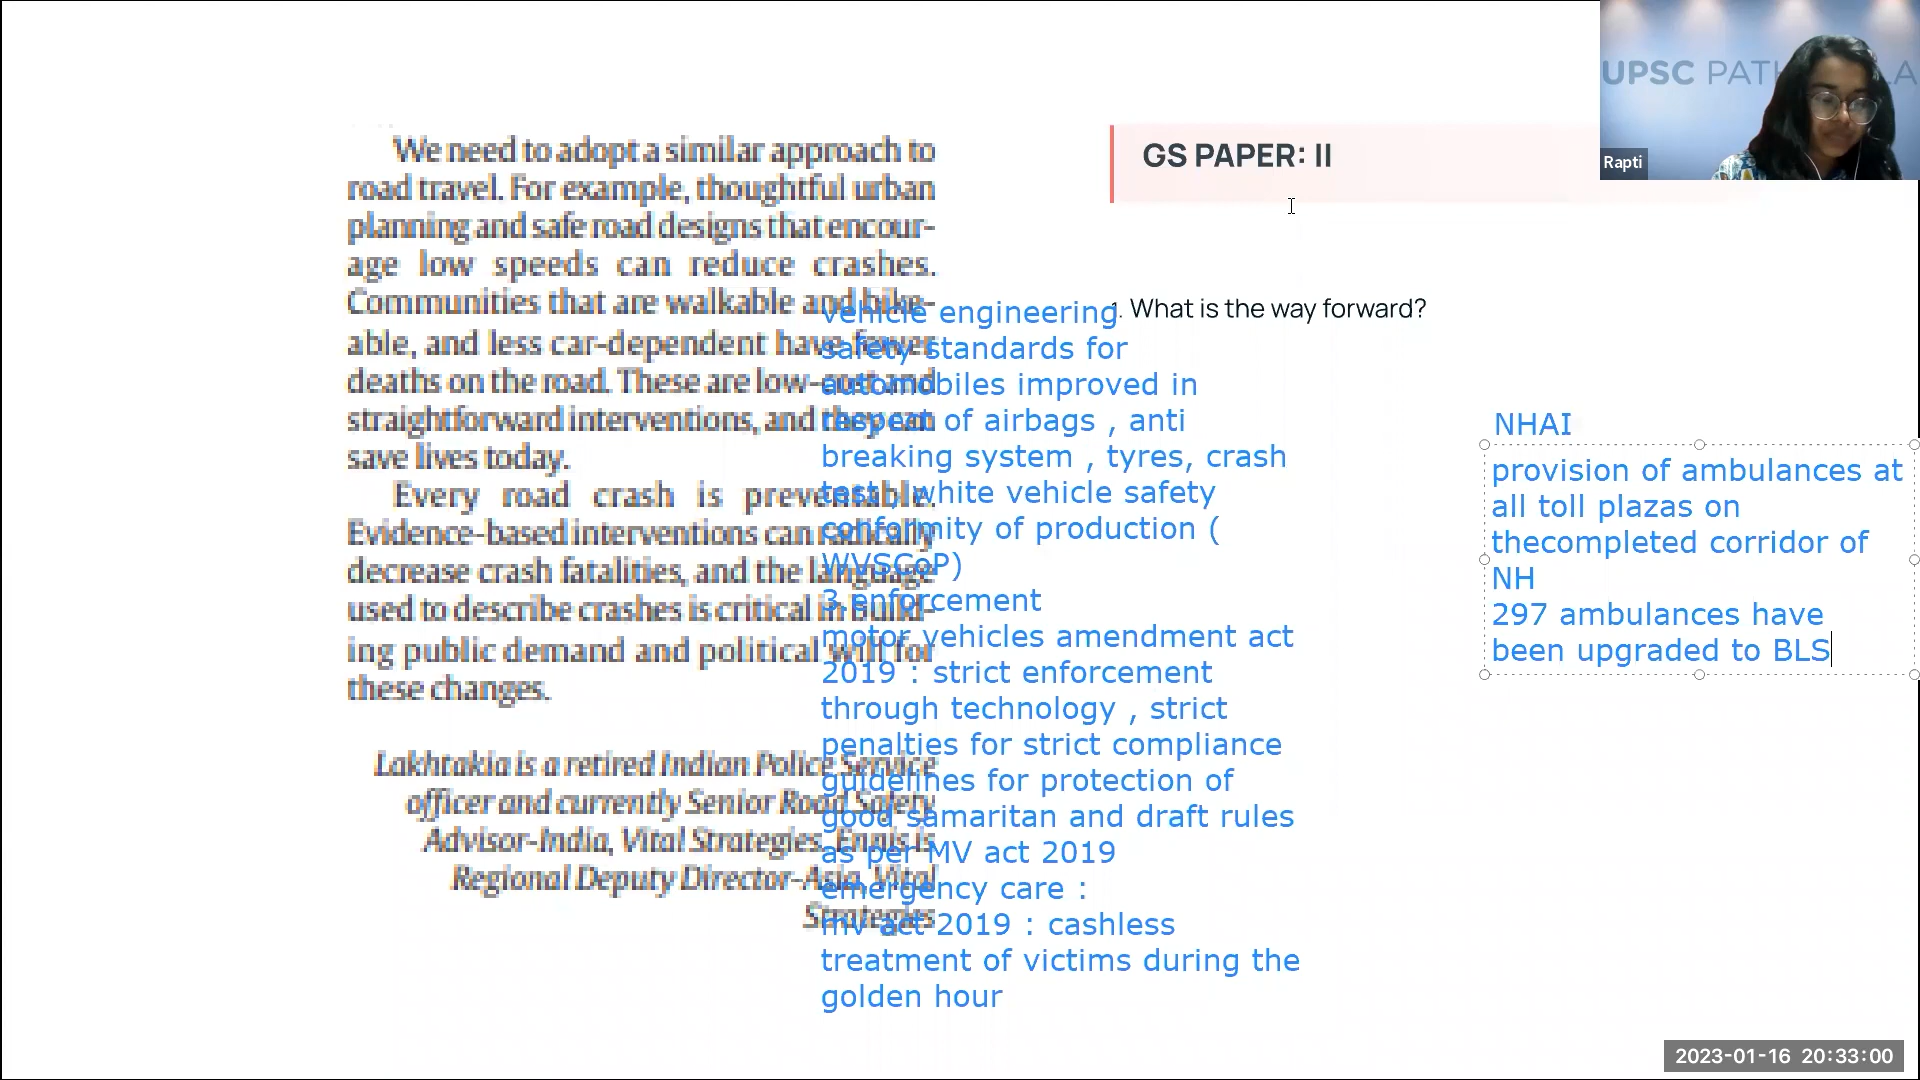 We need to adopt a similar approach to
road travel. For example, thoughtful urban
planning and safe road designs that encour-
age low speeds can reduce crashes.
Communities that are walkable and bike-
able, and less car-dependent have fewer
deaths on the road. These are low-cost and
straightforward interventions, and they can
save lives today.
Every road crash is preventable.
Evidence-based interventions can radically
decrease crash fatalities, and the language
used to describe crashes is critical in build-
ing public demand and political will for
these changes.
Lakhtakia is a retired Indian Police Service
officer and currently Senior Road Safety
Advisor-India, Vital Strategies. Ennis is
Regional Deputy Director-Asia, Vital
Strategies
vehicle engineering
safety standards for
automobiles improved in
respect of airbags , anti
breaking system , tyres, crash
test , white vehicle safety
conformity of production (
WVSCoP)
3.enforcement
motor vehicles amendment act
2019 : strict enforcement
through technology , strict
penalties for strict compliance
guidelines for protection of
good samaritan and draft rules
as per MV act 2019
emergency care :
mv act 2019 : cashless
treatment of victims during the
golden hour
GS PAPER: II
1. What is the way forward?
NHAI
provision of ambulances at
all toll plazas on
thecompleted corridor of
NH
297 ambulances have
been upgraded to BLS
UPSC PATH LA
Rapti
2023-01-16 20:33:00